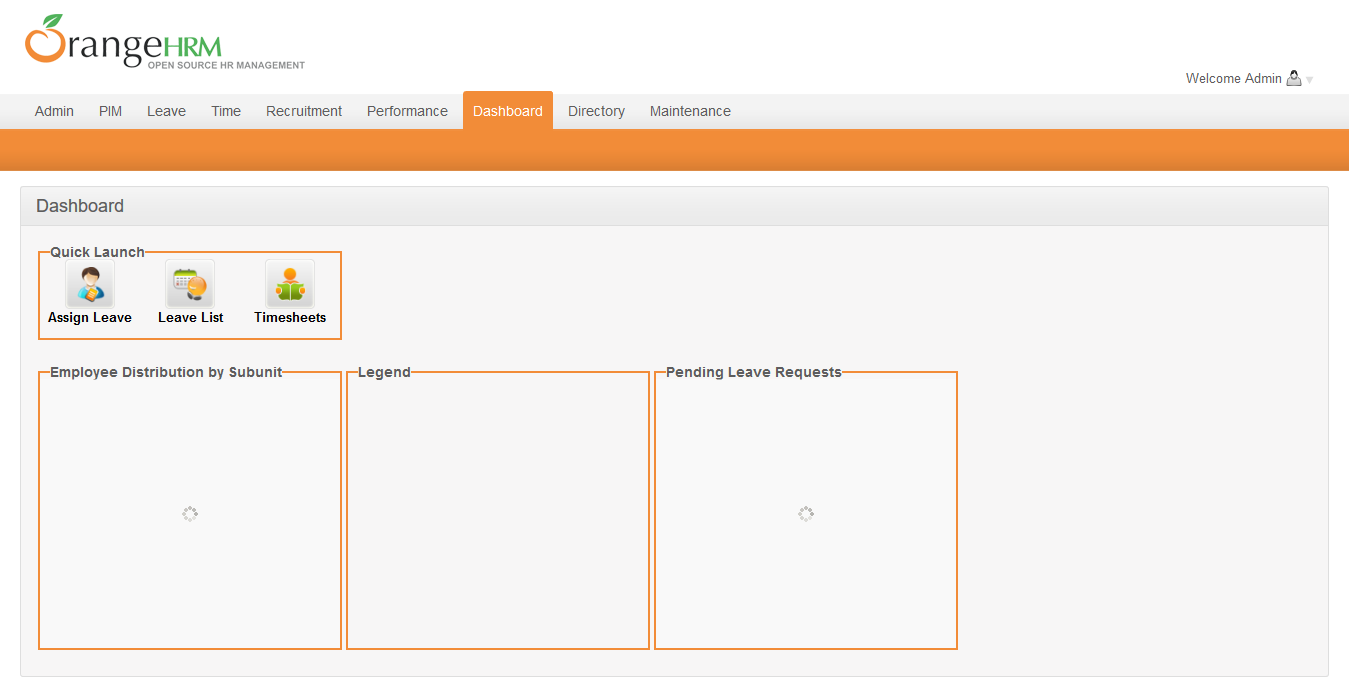 OrangeHRM
OPEN SOURCE HR MANAGEMENT
Welcome Admin
Admin PIM Leave Time Recruitment Performance Dashboard Directory Maintenance
Dashboard
Quick Launch
Assign Leave Leave List Timesheets
Employee Distribution by Subunit Legend Pending Leave Requests